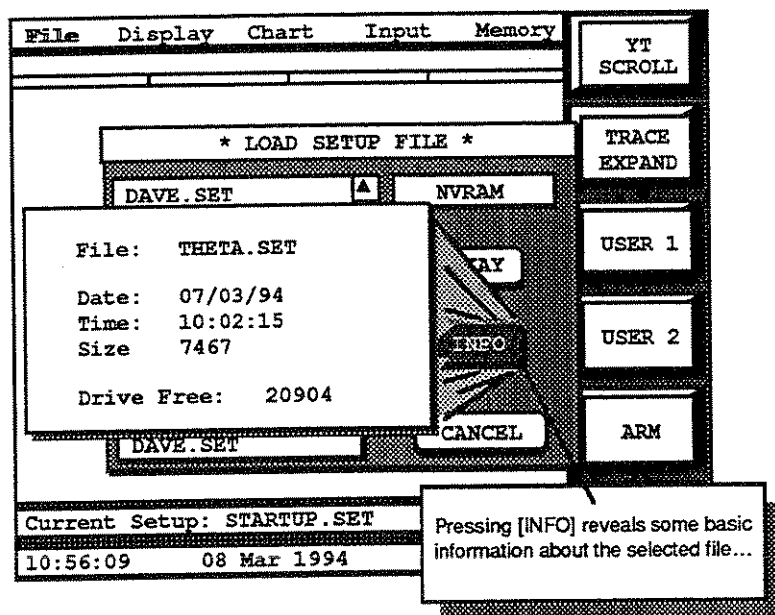 File Display Chart Input Memory
YT
SCROLL
TRACE
EXPAND
USER 1
USER 2
ARM
* LOAD SETUP FILE *
DAVE.SET
NVRAM
File: THETA.SET
Date: 07/03/94
Time: 10:02:15
Size 7467
Drive Free: 20904
KAY
INFO
CANCEL
DAVE.SET
Current Setup: STARTUP.SET
10:56:09 08 Mar 1994
Pressing [INFO] reveals some basic
information about the selected file...